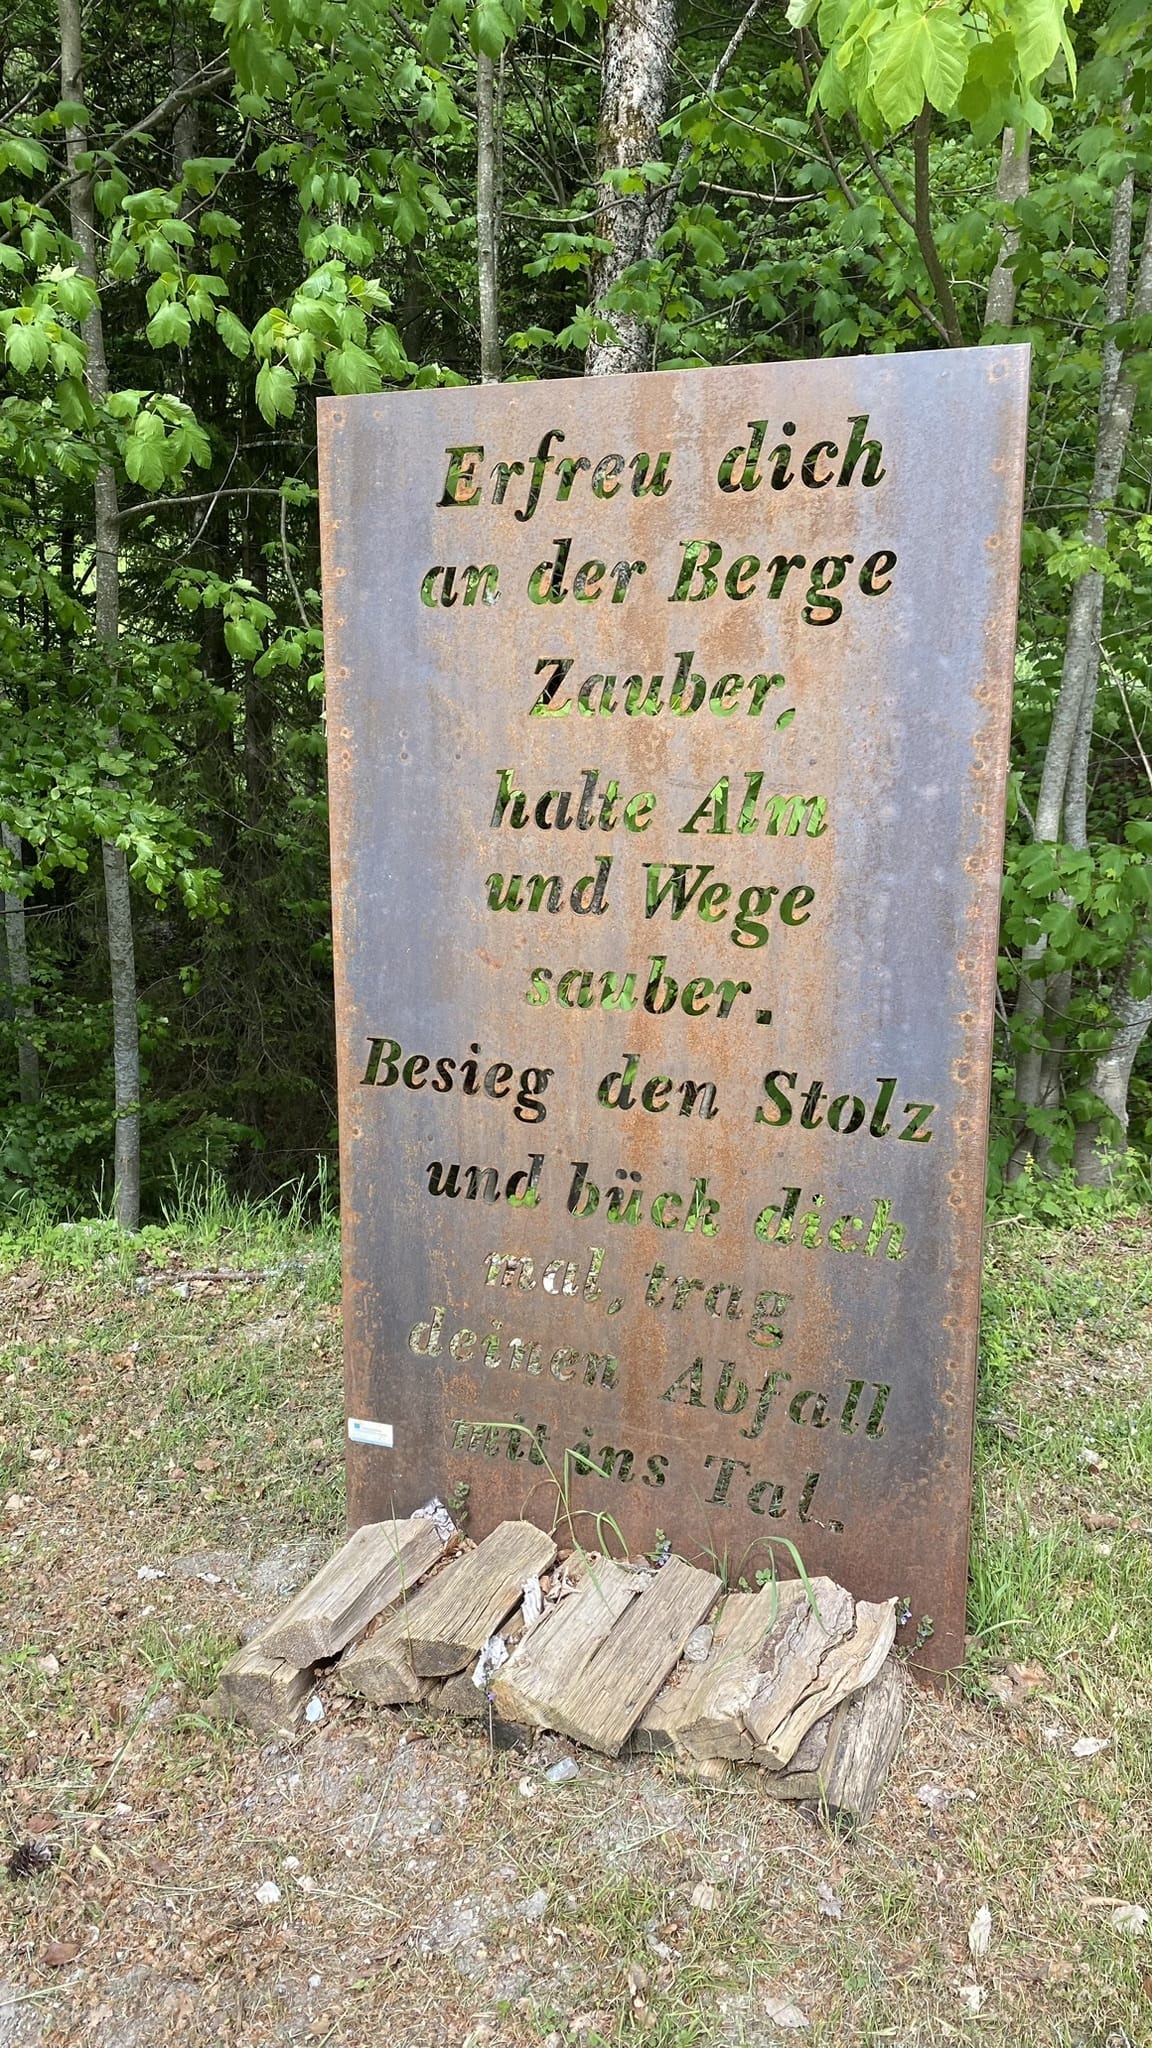 Erfreu dich
an der Berge
Zauber,
halte Alm
und Wege
sauber.
Besieg den Stolz
und bück dich
mal, trag
deinen Abfall
mit ins Tal.